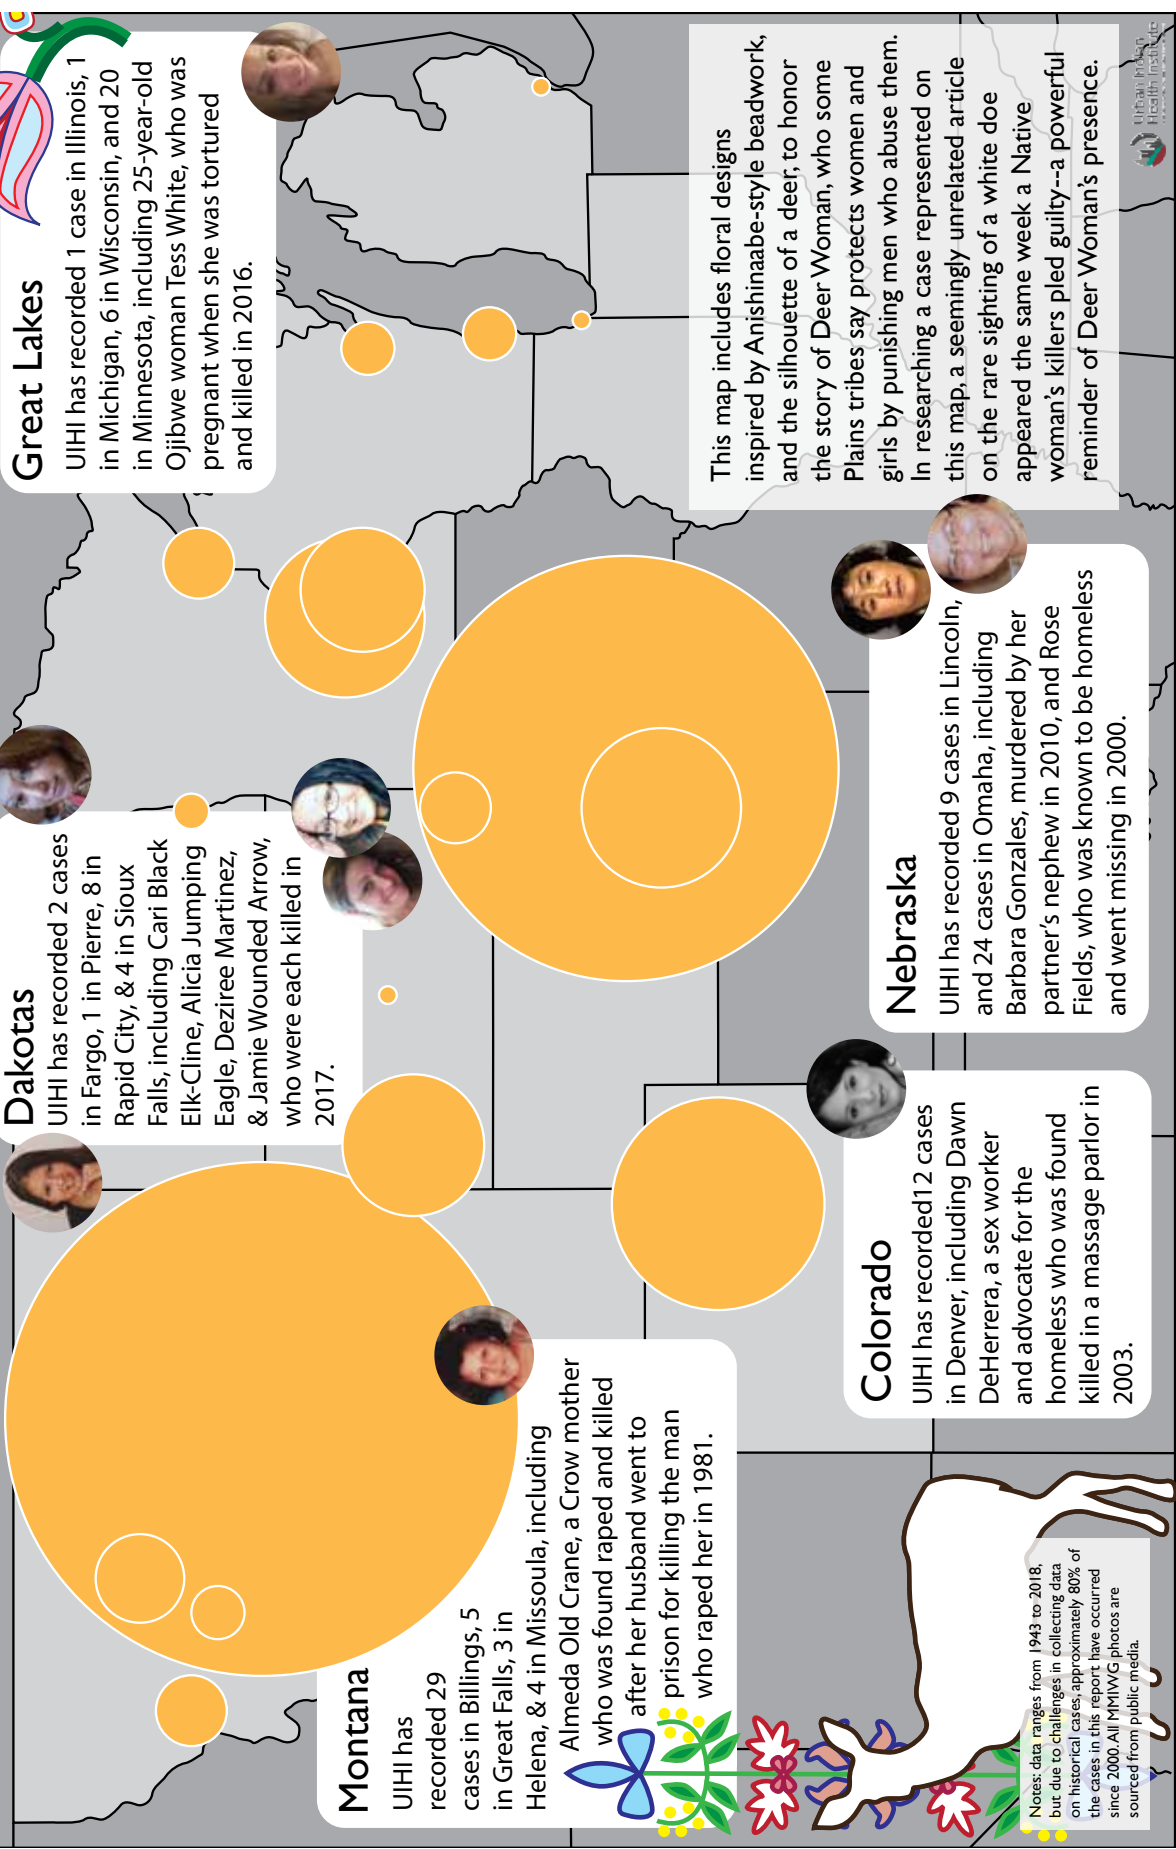 Montana
UIHI has
recorded 29
cases in Billings, 5
in Great Falls, 3 in
Helena, & 4 in Missoula, including
Almeda Old Crane, a Crow mother
who was found raped and killed
after her husband went to
prison for killing the man
who raped her in 1981.
Dakotas
UIHI has recorded 2 cases
in Fargo, 1 in Pierre, 8 in
Rapid City, & 4 in Sioux
Falls, including Cari Black
Elk-Cline, Alicia Jumping
Eagle, Deziree Martinez,
& Jamie Wounded Arrow,
who were each killed in
2017.
Great Lakes
UIHI has recorded 1 case in Illinois, 1
in Michigan, 6 in Wisconsin, and 20
in Minnesota, including 25-year-old
Ojibwe woman Tess White, who was
pregnant when she was tortured
and killed in 2016.
Colorado
UIHI has recorded12 cases
in Denver, including Dawn
DeHerrera, a sex worker
and advocate for the
homeless who was found
killed in a massage parlor in
2003.
Nebraska
UIHI has recorded 9 cases in Lincoln,
and 24 cases in Omaha, including
Barbara Gonzales, murdered by her
partner's nephew in 2010, and Rose
Fields, who was known to be homeless
and went missing in 2000.
This map includes floral designs
inspired by Anishinaabe-style beadwork,
and the silhouette of a deer, to honor
the story of Deer Woman, who some
Plains tribes say protects women and
girls by punishing men who abuse them.
In researching a case represented on
this map, a seemingly unrelated article
on the rare sighting of a white doe
appeared the same week a Native
woman's killers pled guilty--a powerful
reminder of Deer Woman's presence.
Notes: data ranges from 1943 to 2018,
but due to challenges in collecting data
on historical cases, approximately 80% of
the cases in this report have occurred
since 2000. All MMIWG photos are
sourced from public media.
Urban Indian
Health Institute